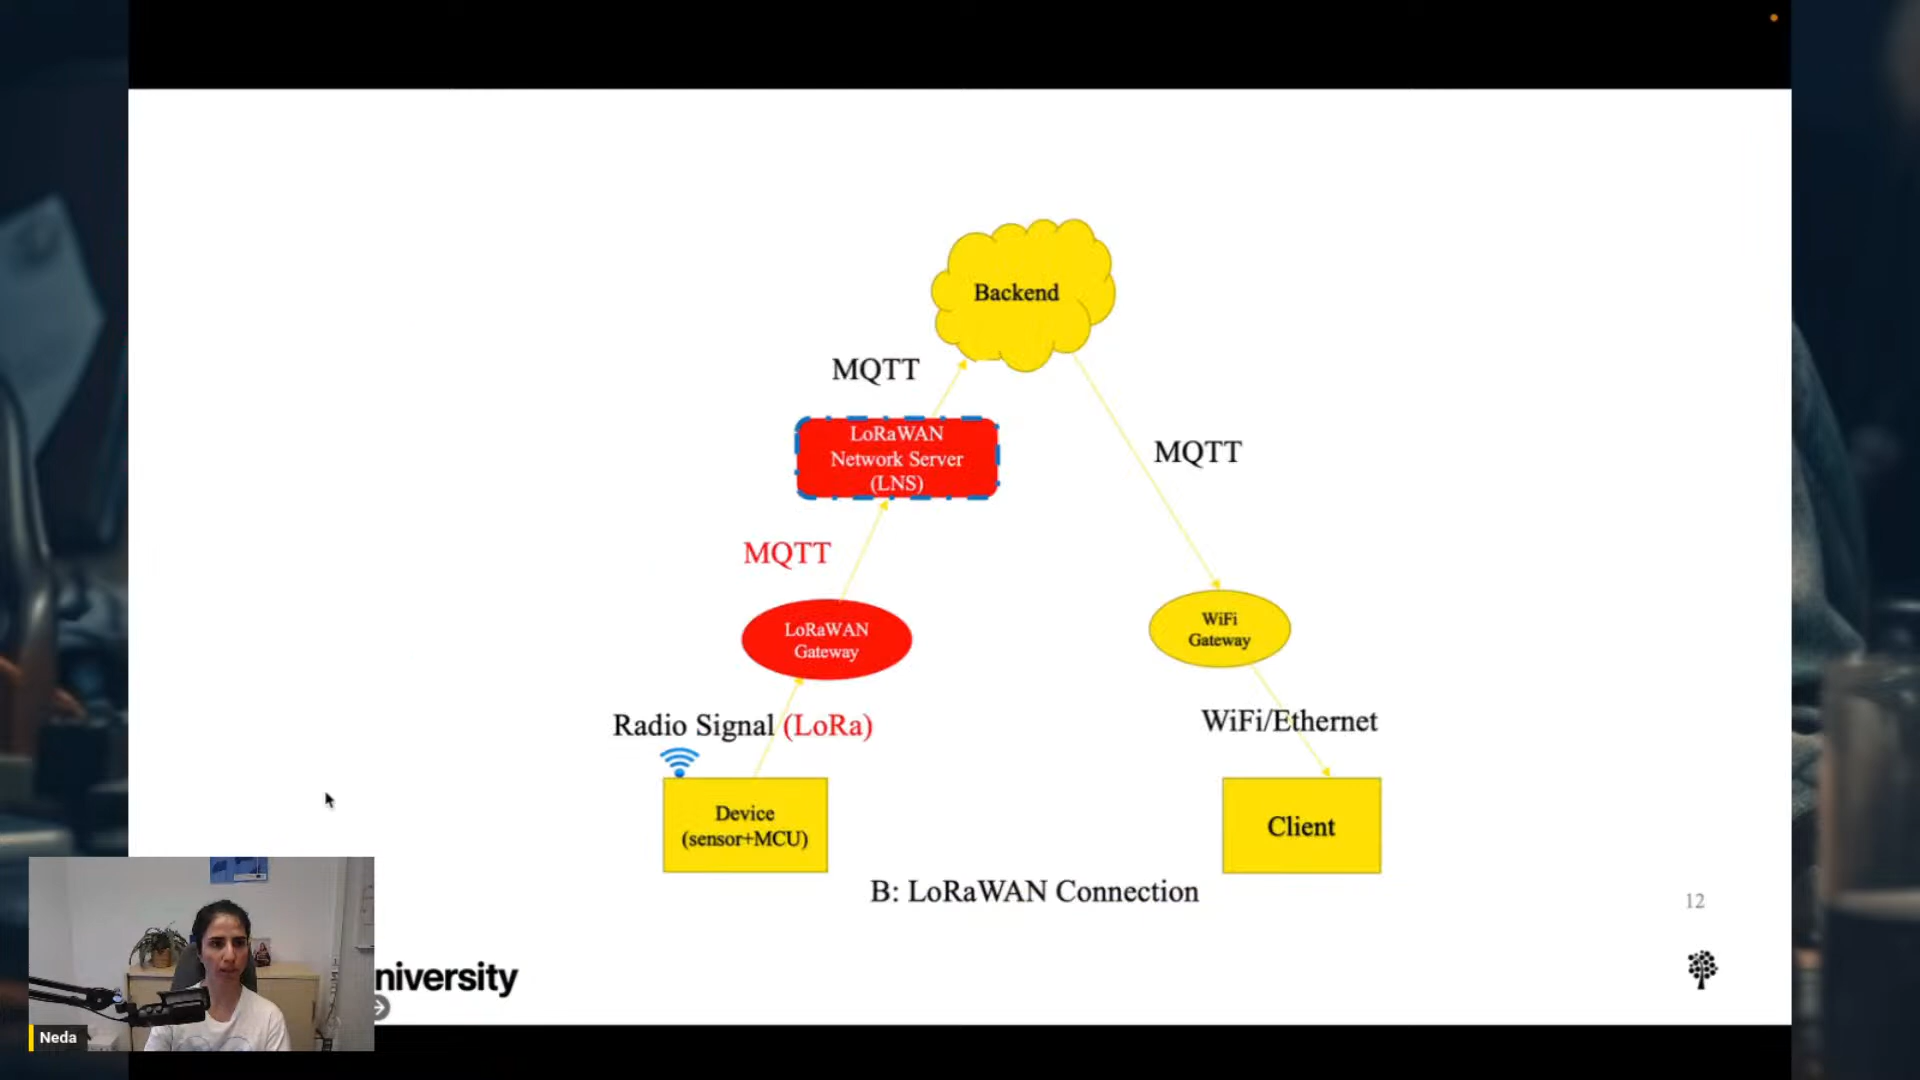 Backend
MQTT
LoRaWAN
Network Server
(LNS)
MQTT
MQTT
LoRaWAN
Gateway
WiFi
Gateway
Radio Signal (LoRa)
WiFi/Ethernet
Device
(sensor+MCU)
Client
B: LoRaWAN Connection
12
niversity
Neda